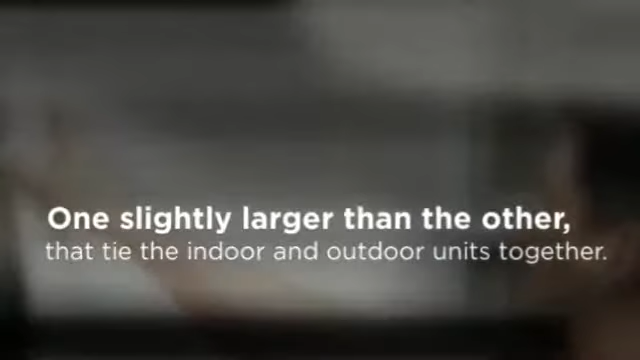 One slightly larger than the other,
that tie the indoor and outdoor units together.